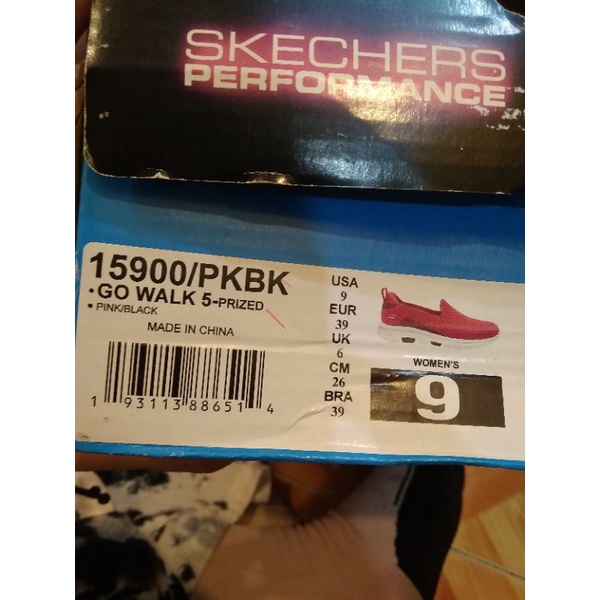 SKECHERS
PERFORMANCE
15900/PKBK
•GO WALK 5-PRIZED
• PINK/BLACK
MADE IN CHINA
1 93113 88651 4
USA
9
EUR
39
UK
6
CM
26
BRA
39
WOMEN'S
9